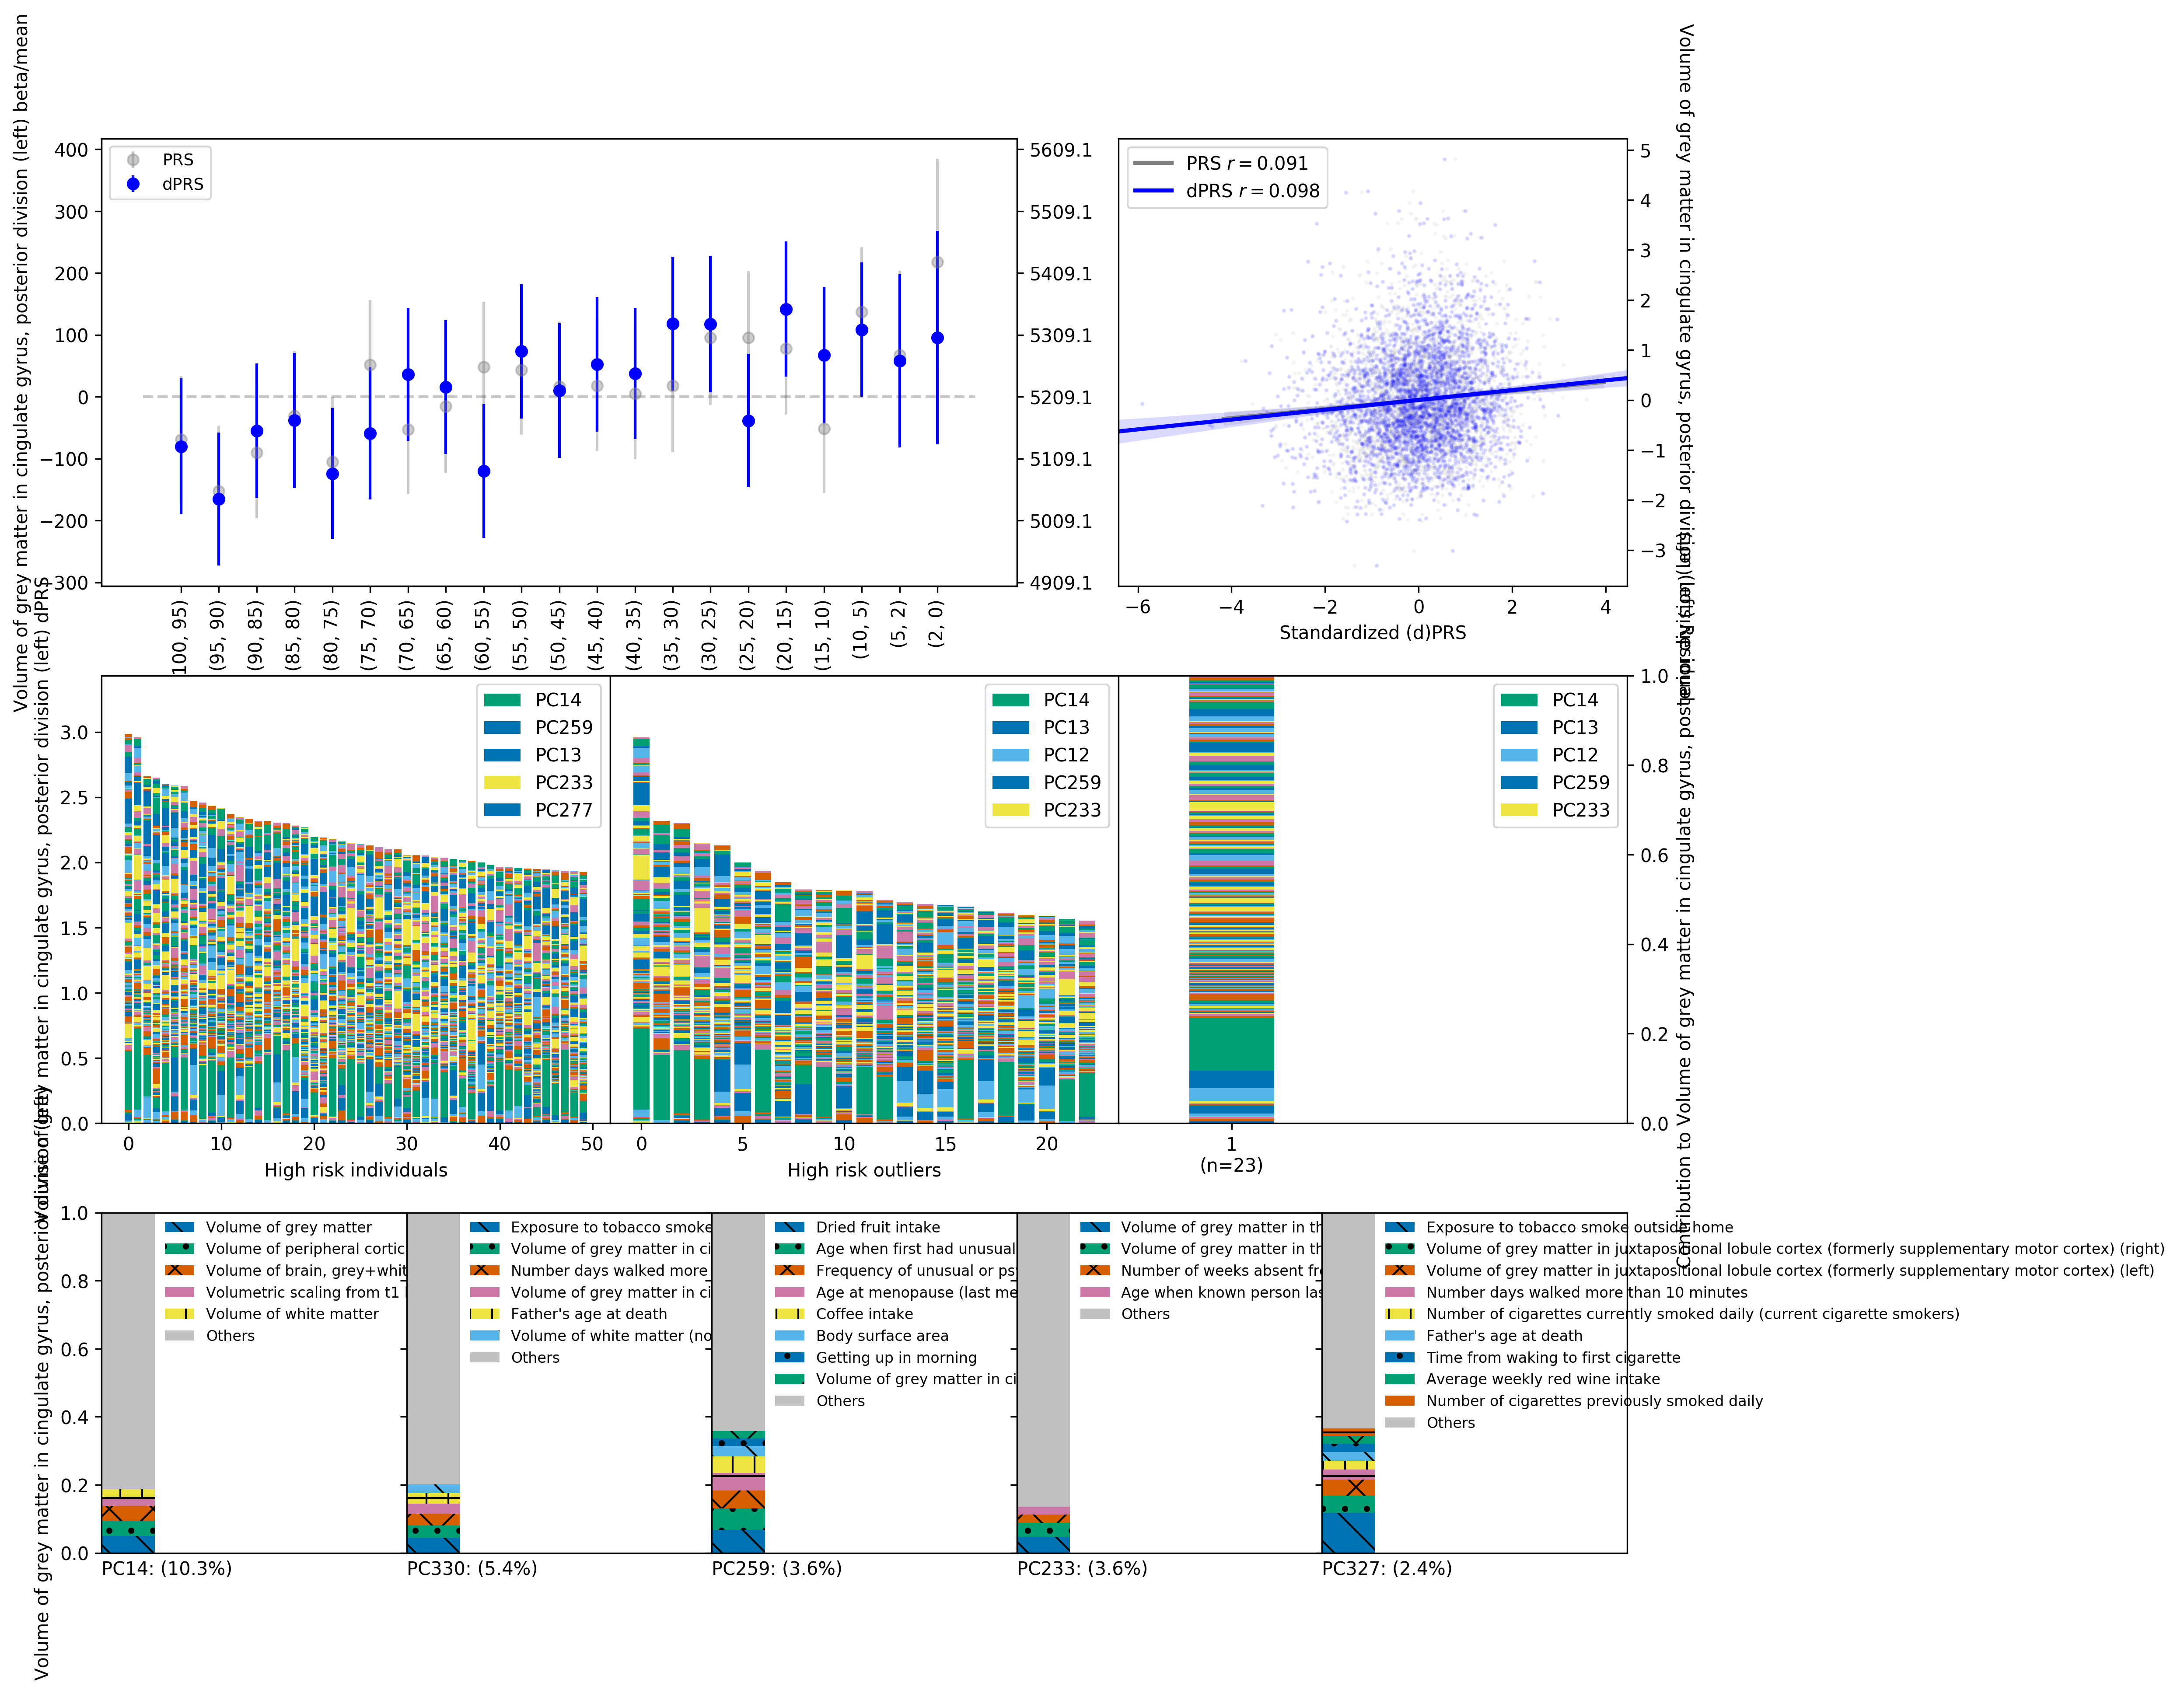 Volume of grey matter in cingulate gyrus, posterior division (left) beta/mean
400
300
200
100
0
−100
−200
−300
PRS
dPRS
5609.1
5509.1
5409.1
5309.1
5209.1
5109.1
5009.1
4909.1
100, 95)
(95, 90)
(90, 85)
(85, 80)
(80, 75)
(75, 70)
(70, 65)
(65, 60)
(60, 55)
(55, 50)
(50, 45)
(45, 40)
(40, 35)
(35, 30)
(30, 25)
(25, 20)
(20, 15)
(15, 10)
(10, 5)
(5, 2)
(2, 0)
PRS r = 0.091
dPRS r = 0.098
5
4
3
2
1
0
−1
−2
−3
−6
−4
−2
0
2
4
Standardized (d)PRS
Volume of grey matter in cingulate gyrus, posterior division (left)
Volume of grey matter in cingulate gyrus, posterior division (left) dPRS
3.0
2.5
2.0
1.5
1.0
0.5
0.0
PC14
PC259
PC13
PC233
PC277
0
10
20
30
40
50
High risk individuals
PC14
PC13
PC12
PC259
PC233
0
5
10
15
20
High risk outliers
PC14
PC13
PC12
PC259
PC233
1
(n=23)
1.0
0.8
0.6
0.4
0.2
0.0
Contribution to Volume of grey matter in cingulate gyrus, posterior division (left)
Volume of grey matter in cingulate gyrus, posterior division (left)
1.0
0.8
0.6
0.4
0.2
0.0
Volume of grey matter
Volume of peripheral cortic
Volume of brain, grey+whit
Volumetric scaling from t1
Volume of white matter
Others
PC14: (10.3%)
Exposure to tobacco smoke
Volume of grey matter in ci
Number days walked more
Volume of grey matter in ci
Father's age at death
Volume of white matter (no
Others
PC330: (5.4%)
Dried fruit intake
Age when first had unusual
Frequency of unusual or ps
Age at menopause (last me
Coffee intake
Body surface area
Getting up in morning
Volume of grey matter in ci
Others
PC259: (3.6%)
Volume of grey matter in th
Volume of grey matter in th
Number of weeks absent fr
Age when known person las
Others
PC233: (3.6%)
Exposure to tobacco smoke outside home
Volume of grey matter in juxtapositional lobule cortex (formerly supplementary motor cortex) (right)
Volume of grey matter in juxtapositional lobule cortex (formerly supplementary motor cortex) (left)
Number days walked more than 10 minutes
Number of cigarettes currently smoked daily (current cigarette smokers)
Father's age at death
Time from waking to first cigarette
Average weekly red wine intake
Number of cigarettes previously smoked daily
Others
PC327: (2.4%)